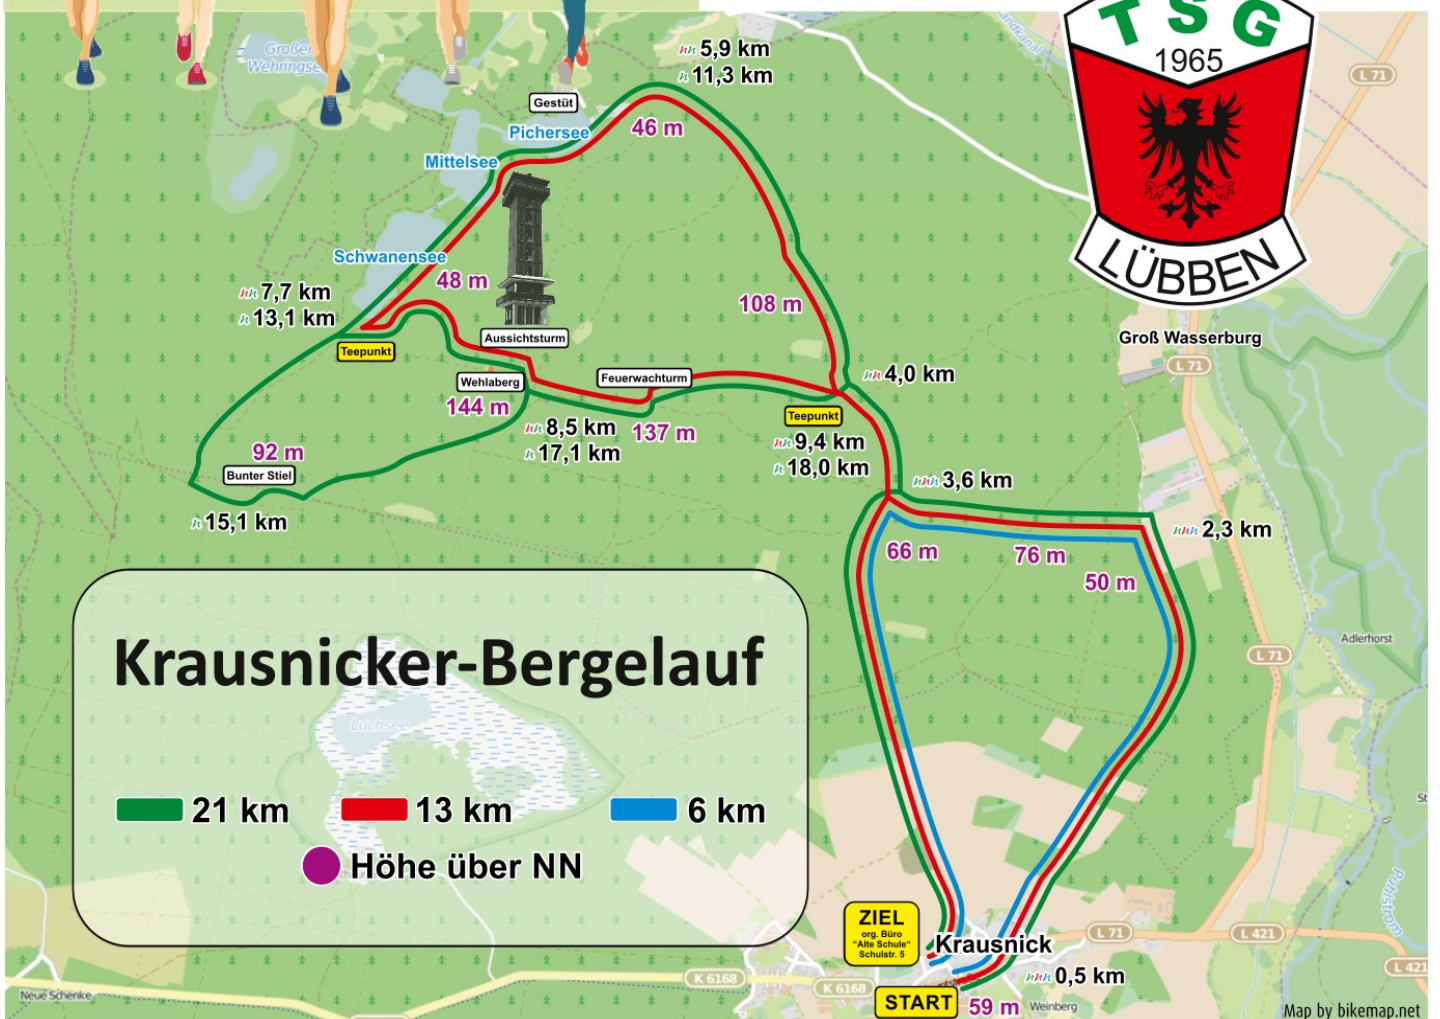 TSG
1965
LÜBBEN
L 71
5,9 km
11,3 km
Großer
Wehringsee
Gestüt
Pichersee
46 m
Mittelsee
Schwanensee
48 m
7,7 km
13,1 km
108 m
Teepunkt
Aussichtsturm
Groß Wasserburg
L 71
Wehlaberg
Feuerwachturm
4,0 km
144 m
Teepunkt
8,5 km
137 m
17,1 km
9,4 km
18,0 km
92 m
Bunter Stiel
3,6 km
15,1 km
2,3 km
66 m
76 m
50 m
Adlerhorst
L 71
Krausnicker-Bergelauf
Luchsee
21 km
13 km
6 km
Höhe über NN
ZIEL
org. Büro
"Alte Schule"
Schulstr. 5
Krausnick
L 71
L 421
L 421
K 6168
K 6168
0,5 km
START
59 m
Weinberg
Neue Schenke
Map by bikemap.net